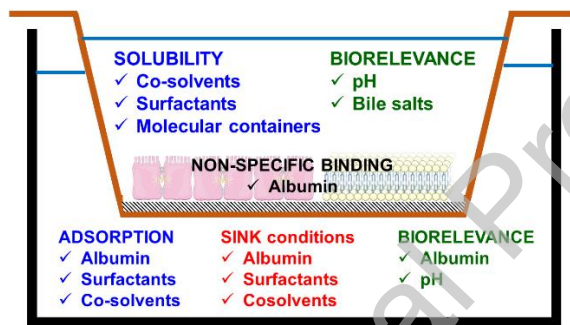 SOLUBILITY
✓ Co-solvents
✓ Surfactants
✓ Molecular containers
BIORELEVANCE
✓ pH
✓ Bile salts
NON-SPECIFIC BINDING
✓ Albumin
ADSORPTION
✓ Albumin
✓ Surfactants
✓ Co-solvents
SINK conditions
✓ Albumin
✓ Surfactants
✓ Cosolvents
BIORELEVANCE
✓ Albumin
✓ pH